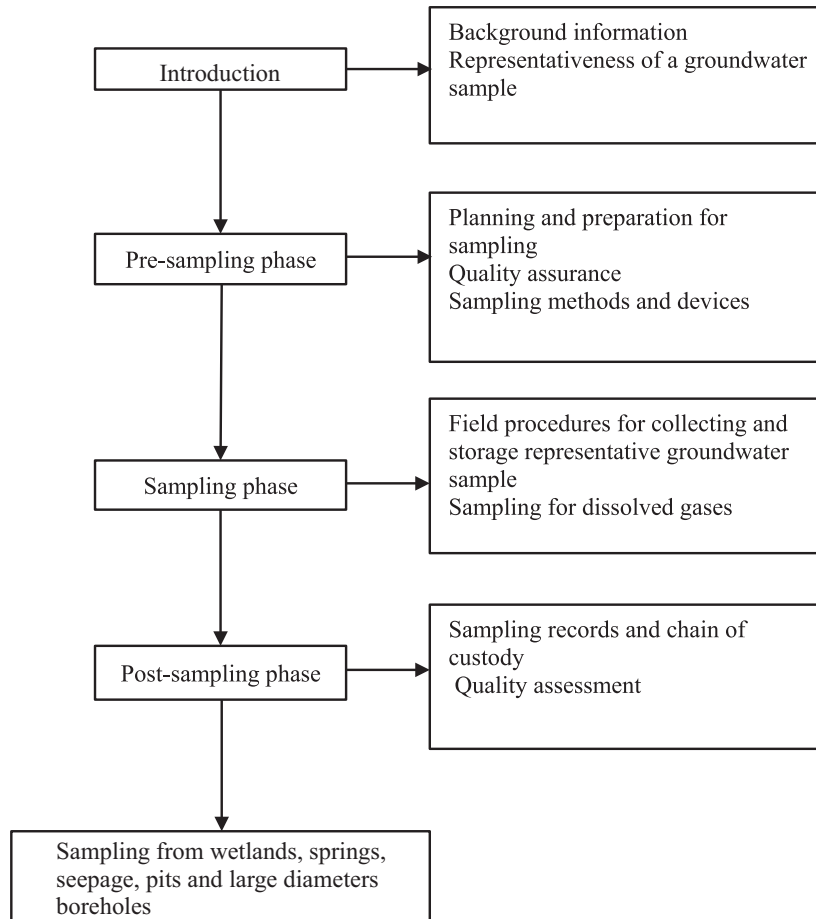 Introduction
Background information
Representativeness of a groundwater
sample
Pre-sampling phase
Planning and preparation for
sampling
Quality assurance
Sampling methods and devices
Sampling phase
Field procedures for collecting and
storage representative groundwater
sample
Sampling for dissolved gases
Post-sampling phase
Sampling records and chain of
custody
Quality assessment
Sampling from wetlands, springs,
seepage, pits and large diameters
boreholes